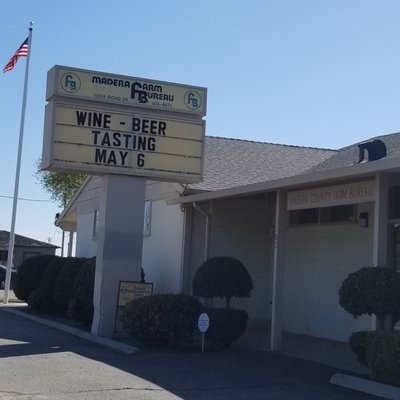 MADERA FARM BUREAU
WINE - BEER
TASTING
MAY 6
MADERA COUNTY FARM BUREAU